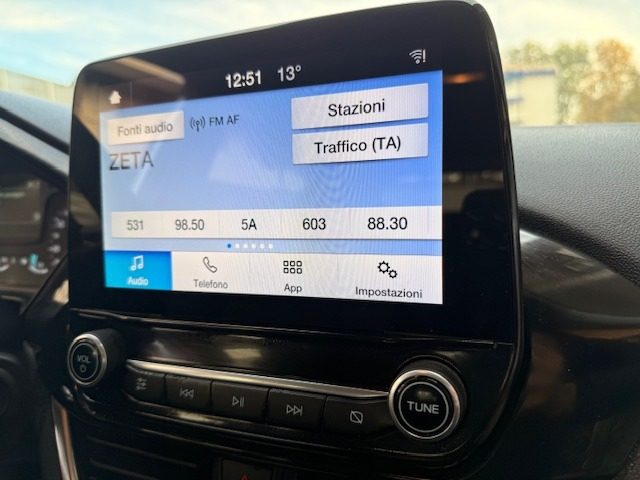 12:51 13°
Fonti audio
FM AF
Stazioni
Traffico (TA)
ZETA
531 98.50 5A 603 88.30
Audio Telefono App Impostazioni
VOL
TUNE